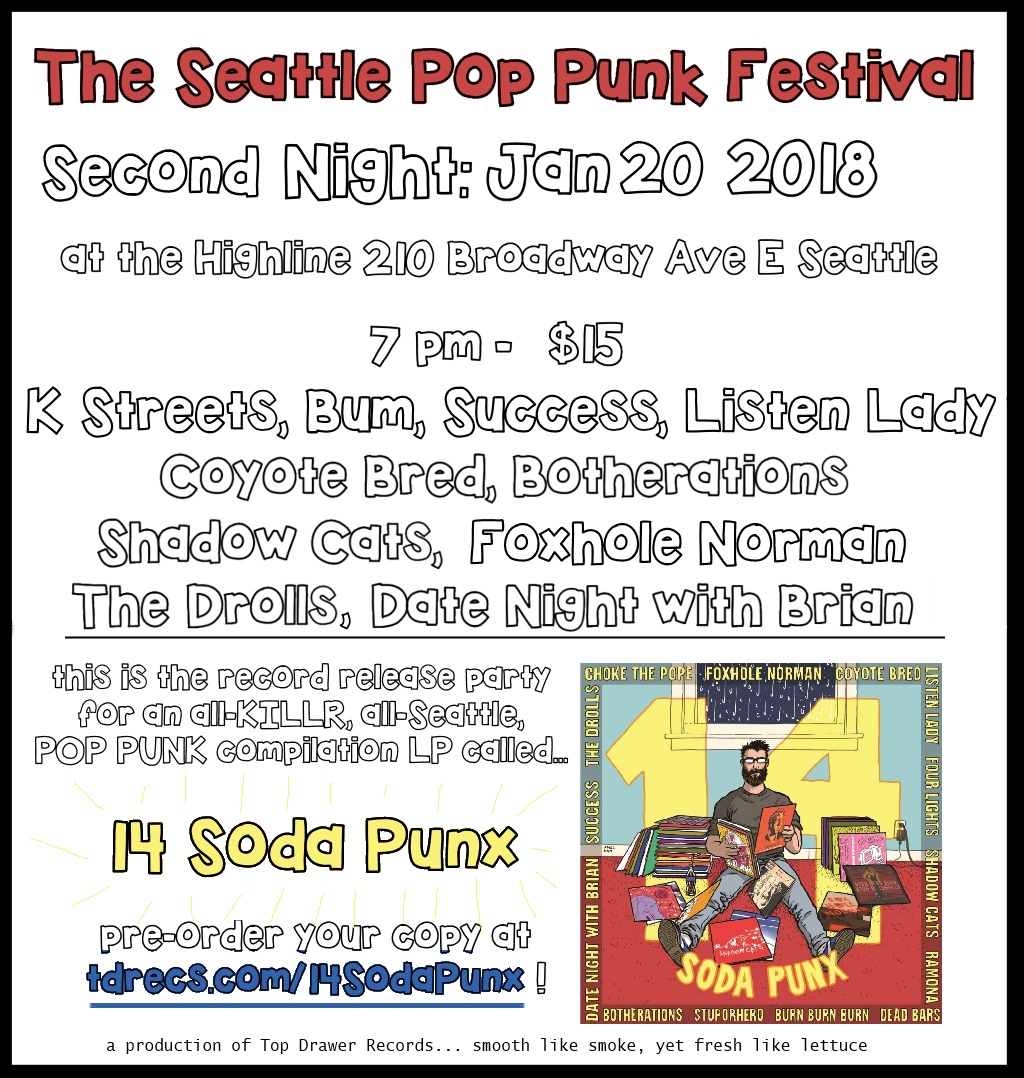 The Seattle Pop Punk Festival
Second Night: Jan 20 2018
at the Highline 210 Broadway Ave E Seattle
7 pm - $15
K Streets, Bum, Success, Listen Lady
Coyote Bred, Botherations
Shadow Cats, Foxhole Norman
The Drolls, Date Night with Brian
this is the record release party
for an all-KILLR, all-Seattle,
POP PUNK compilation LP called...
14 Soda Punx
pre-order your copy at
tdrecs.com/14SodaPunx !
CHOKE THE POPE FOXHOLE NORMAN COYOTE BRED
LISTEN LADY FOUR LIGHTS SHADOW CATS RAMONA
DATE NIGHT WITH BRIAN SUCCESS THE DROLLS
14
SHADOW CATS
SODA PUNX
BOTHERATIONS STUPORHERO BURN BURN BURN DEAD BARS
a production of Top Drawer Records... smooth like smoke, yet fresh like lettuce